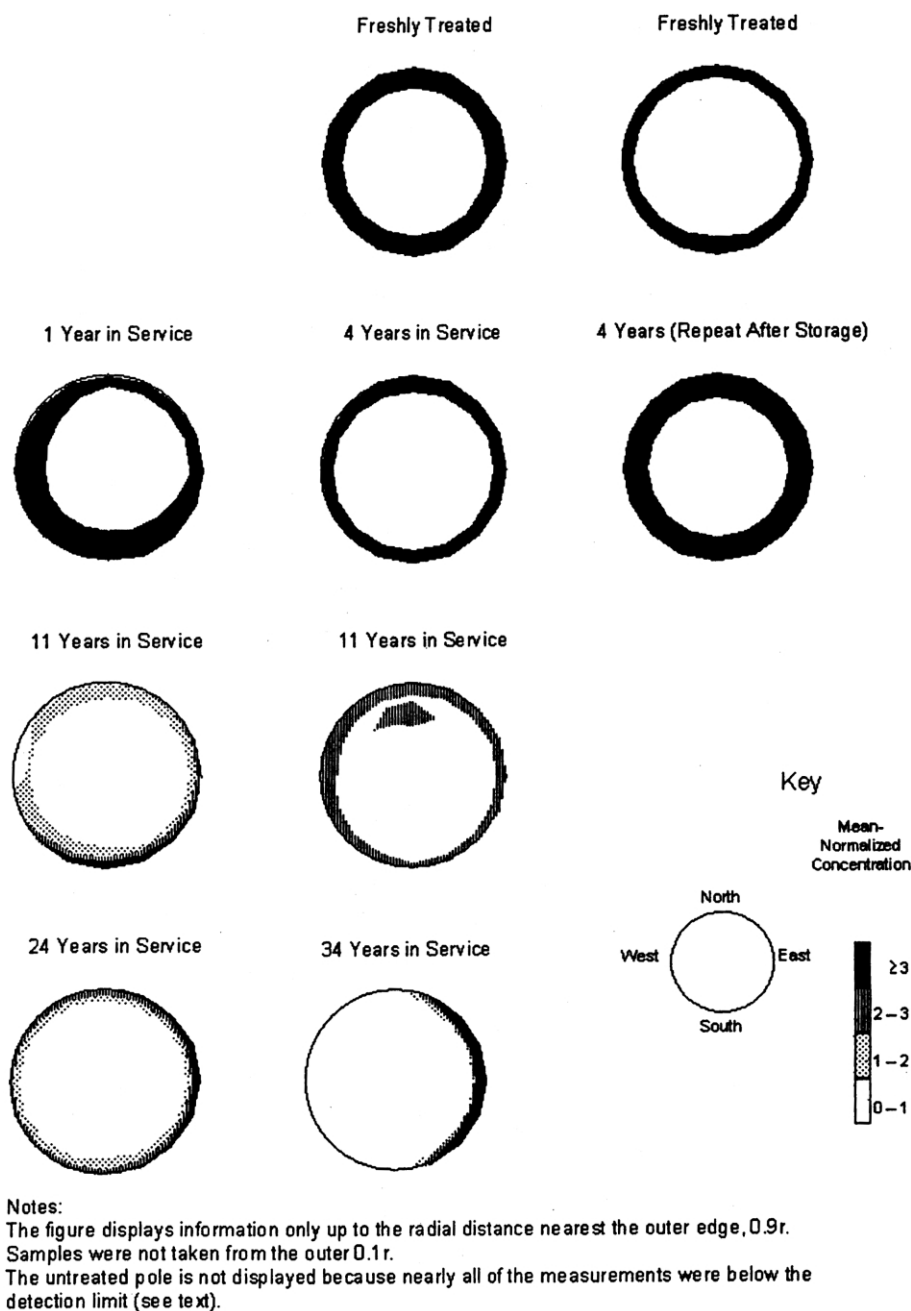 Freshly Treated
Freshly Treated
1 Year in Service
4 Years in Service
4 Years (Repeat After Storage)
11 Years in Service
11 Years in Service
24 Years in Service
34 Years in Service
Key
Mean-
Normalized
Concentration
North
West
East
South
≥3
2–3
1–2
0–1
Notes:
The figure displays information only up to the radial distance nearest the outer edge, 0.9r.
Samples were not taken from the outer 0.1r.
The untreated pole is not displayed because nearly all of the measurements were below the
detection limit (see text).